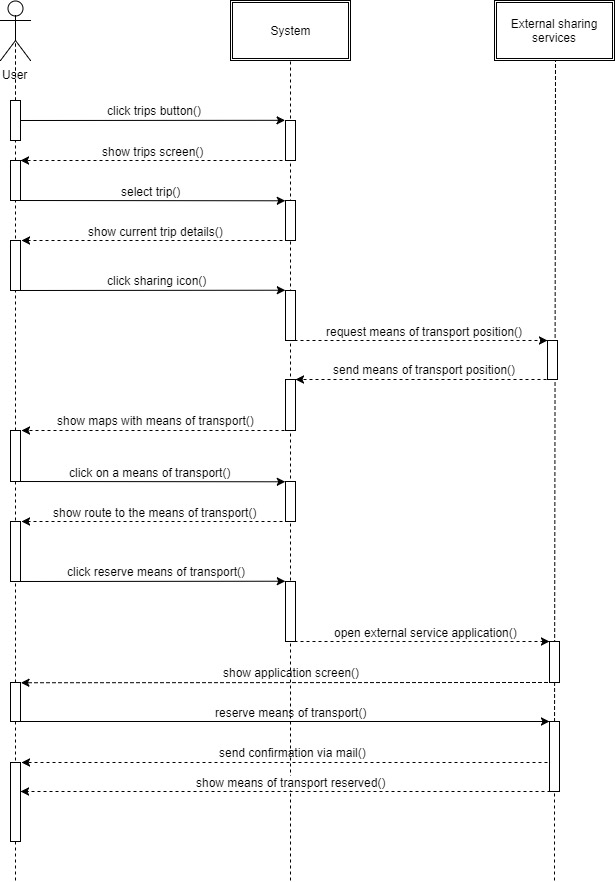 System
External sharing
services
User
click trips button()
show trips screen()
select trip()
show current trip details()
click sharing icon()
request means of transport position()
send means of transport position()
show maps with means of transport()
click on a means of transport()
show route to the means of transport()
click reserve means of transport()
open external service application()
show application screen()
reserve means of transport()
send confirmation via mail()
show means of transport reserved()